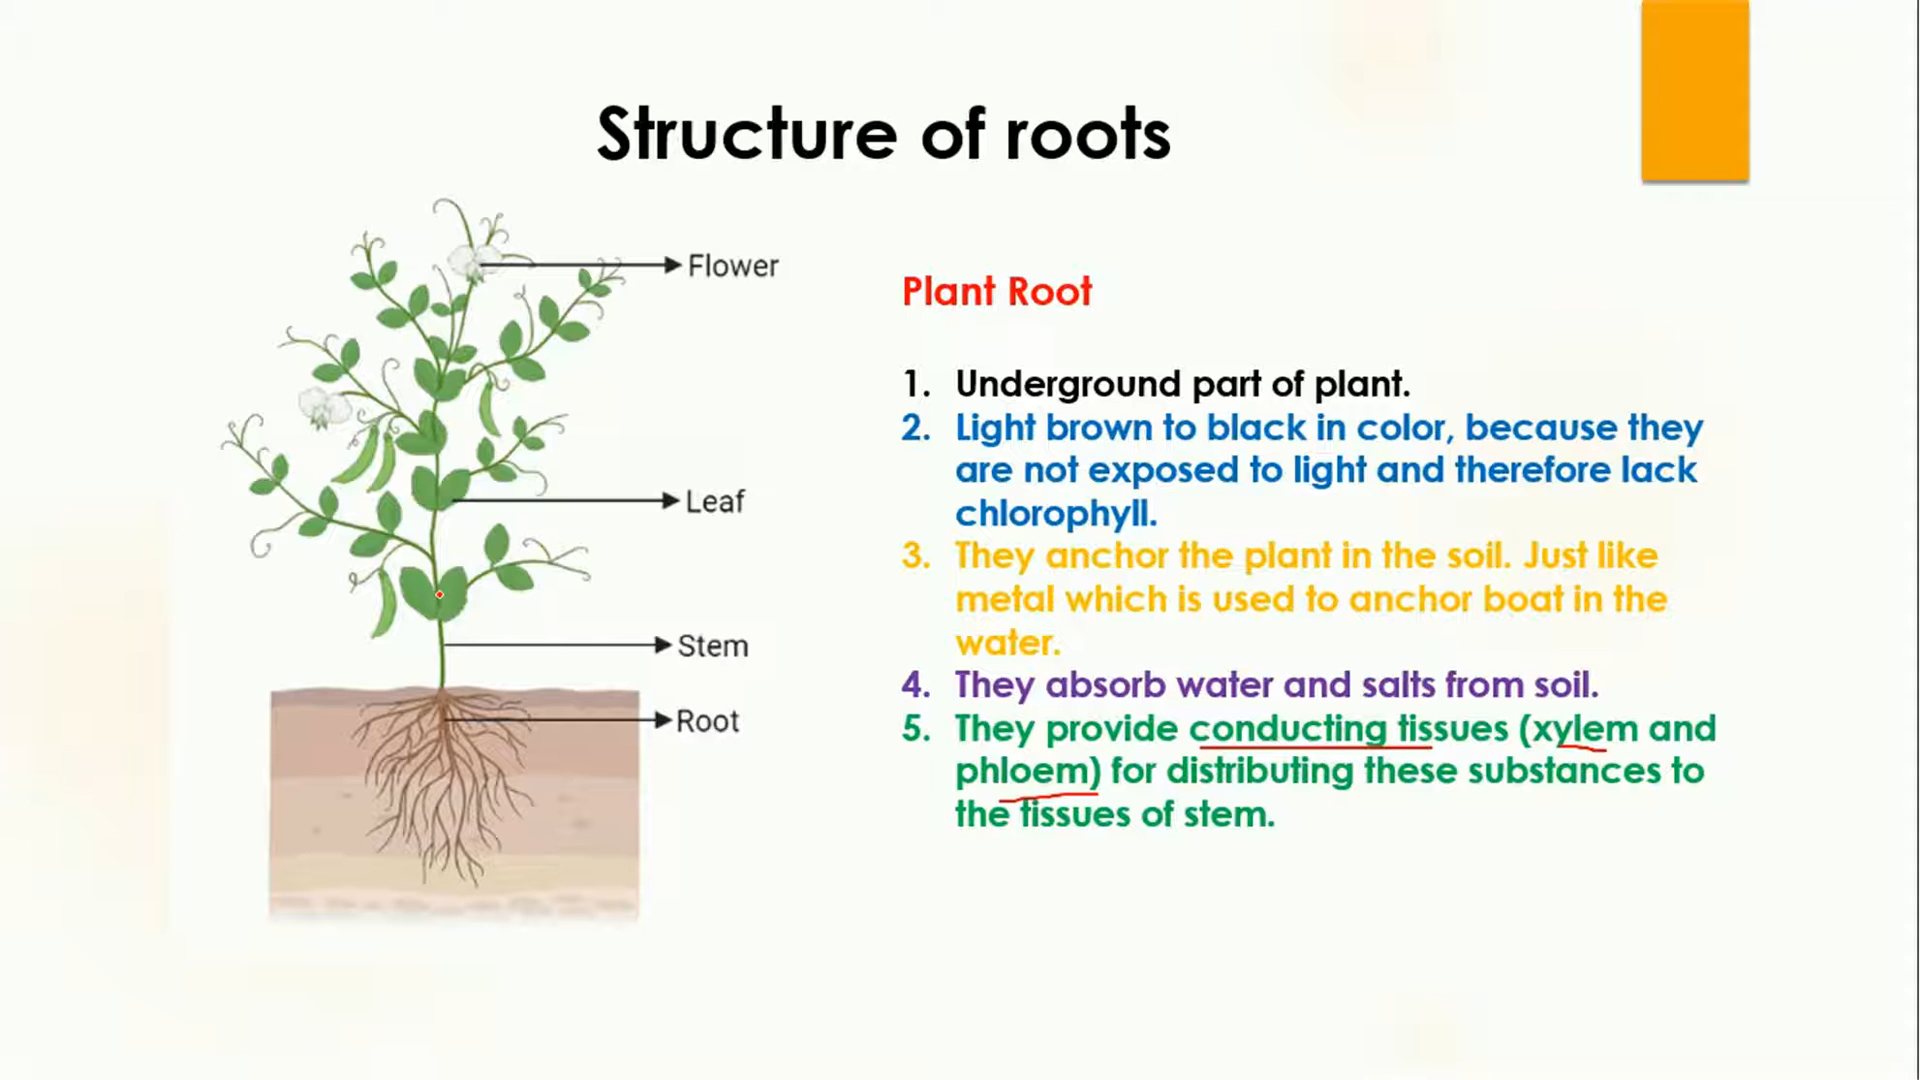 Structure of roots
Flower
Leaf
Stem
Root
Plant Root
1. Underground part of plant.
2. Light brown to black in color, because they
are not exposed to light and therefore lack
chlorophyll.
3. They anchor the plant in the soil. Just like
metal which is used to anchor boat in the
water.
4. They absorb water and salts from soil.
5. They provide conducting tissues (xylem and
phloem) for distributing these substances to
the tissues of stem.